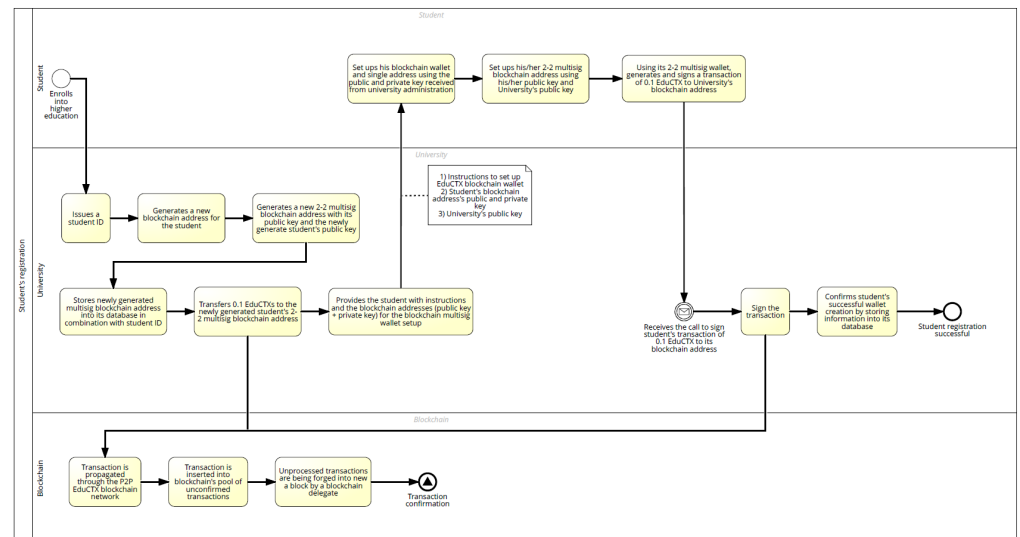 Student
Student's registration
Student
Enrolls
into
higher
education
Set ups his blockchain wallet
and single address using the
public and private key received
from university administration
Set ups his/her 2-2 multisig
blockchain address using
his/her public key and
University's public key
Using its 2-2 multisig wallet,
generates and signs a transaction
of 0.1 EduCTX to University's
blockchain address
University
University
1) Instructions to set up
EduCTX blockchain wallet
2) Student's blockchain
address's public and private
key
3) University's public key
Issues a
student ID
Generates a new
blockchain address for
the student
Generates a new 2-2 multisig
blockchain address with its
public key and the newly
generate student's public key
Stores newly generated
multisig blockchain address
into its database in
combination with student ID
Transfers 0.1 EduCTXs to the
newly generated student's 2-
2 multisig blockchain address
Provides the student with instructions
and the blockchain addresses (public key
+ private key) for the blockchain multisig
wallet setup
Receives the call to sign
student's transaction of
0.1 EduCTX to its
blockchain address
Sign the
transaction
Confirms student's
successful wallet
creation by storing
information into its
database
Student registration
successful
Blockchain
Blockchain
Transaction is
propagated
through the P2P
EduCTX blockchain
network
Transaction is
inserted into
blockchain's pool of
unconfirmed
transactions
Unprocessed transactions
are being forged into new
a block by a blockchain
delegate
Transaction
confirmation